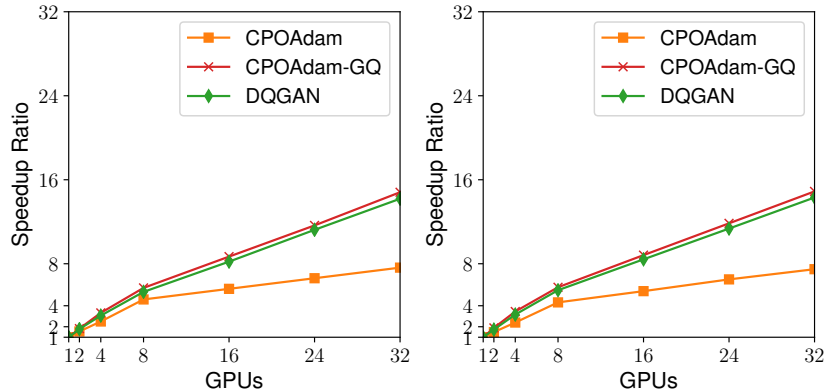 32
24
16
8
4
2
1
Speedup Ratio
CPOAdam
CPOAdam-GQ
DQGAN
1 2 4 8 16 24 32
GPUs
32
24
16
8
4
2
1
Speedup Ratio
CPOAdam
CPOAdam-GQ
DQGAN
1 2 4 8 16 24 32
GPUs